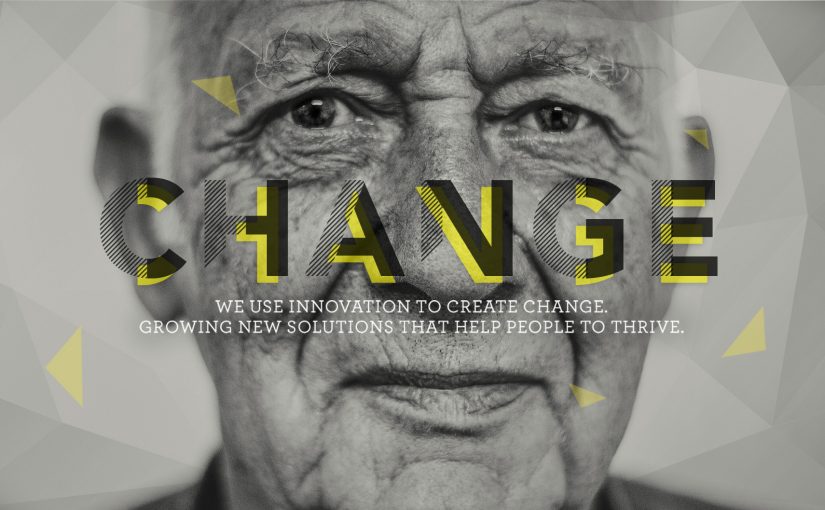 CHANGE
WE USE INNOVATION TO CREATE CHANGE.
GROWING NEW SOLUTIONS THAT HELP PEOPLE TO THRIVE.